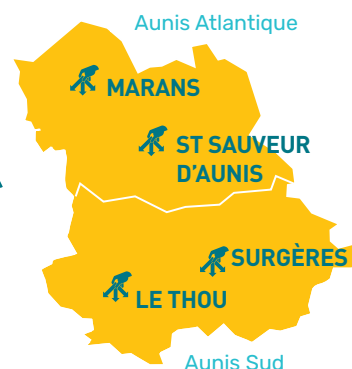 Aunis Atlantique
MARANS
ST SAUVEUR
D'AUNIS
SURGÈRES
LE THOU
Aunis Sud